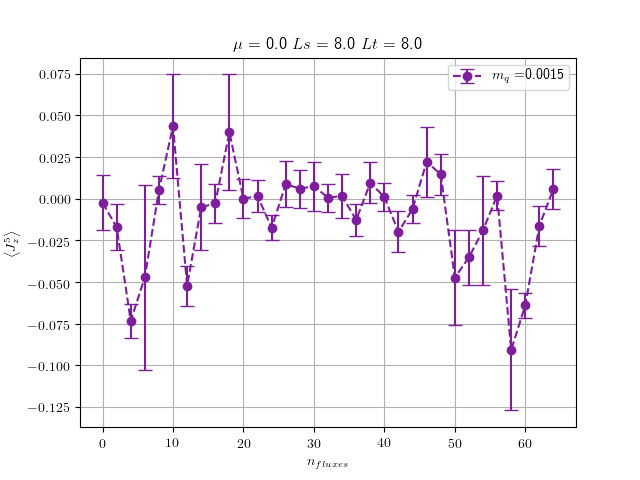 μ = 0.0 Ls = 8.0 Lt = 8.0
m_q =0.0015
⟨J_z^5⟩
0.075
0.050
0.025
0.000
−0.025
−0.050
−0.075
−0.100
−0.125
0 10 20 30 40 50 60
n_{fluxes}